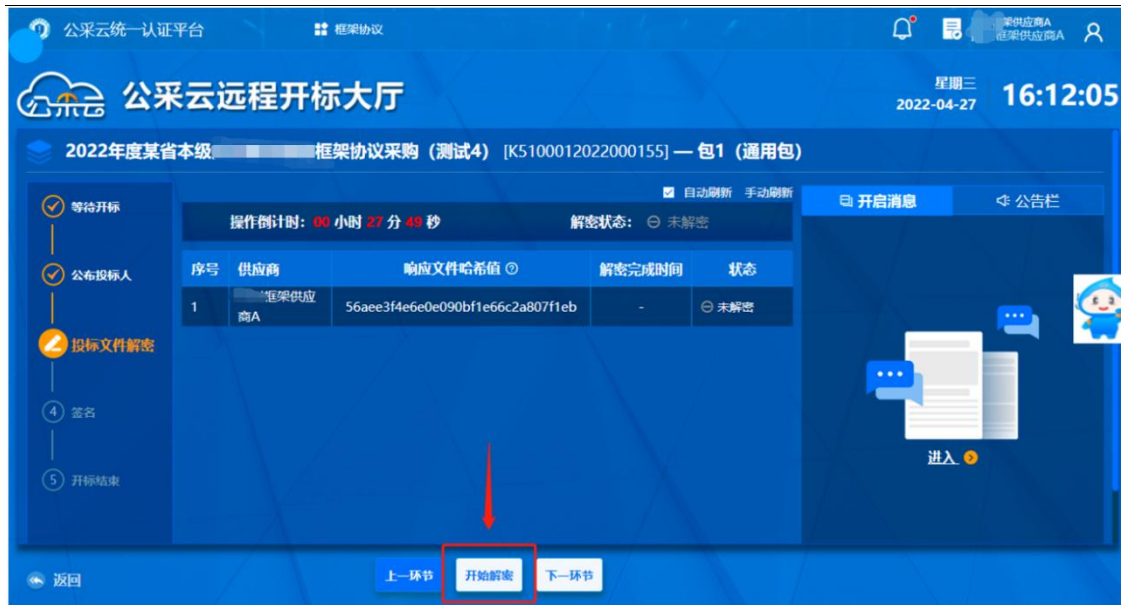 公采云统一认证平台
框架协议
架供应商A
框架供应商A
公采云
公采云远程开标大厅
星期三
2022-04-27
16:12:05
2022年度某省本级 框架协议采购（测试4） [K5100012022000155] — 包1（通用包）
等待开标
公布投标人
投标文件解密
4 签名
5 开标结束
自动刷新 手动刷新
操作倒计时：00 小时 27 分 49 秒
解密状态： 未解密
序号 供应商 响应文件哈希值 解密完成时间 状态
1 框架供应商A 56aee3f4e6e0e090bf1e66c2a807f1eb - 未解密
开启消息
公告栏
进入
返回
上一环节
开始解密
下一环节